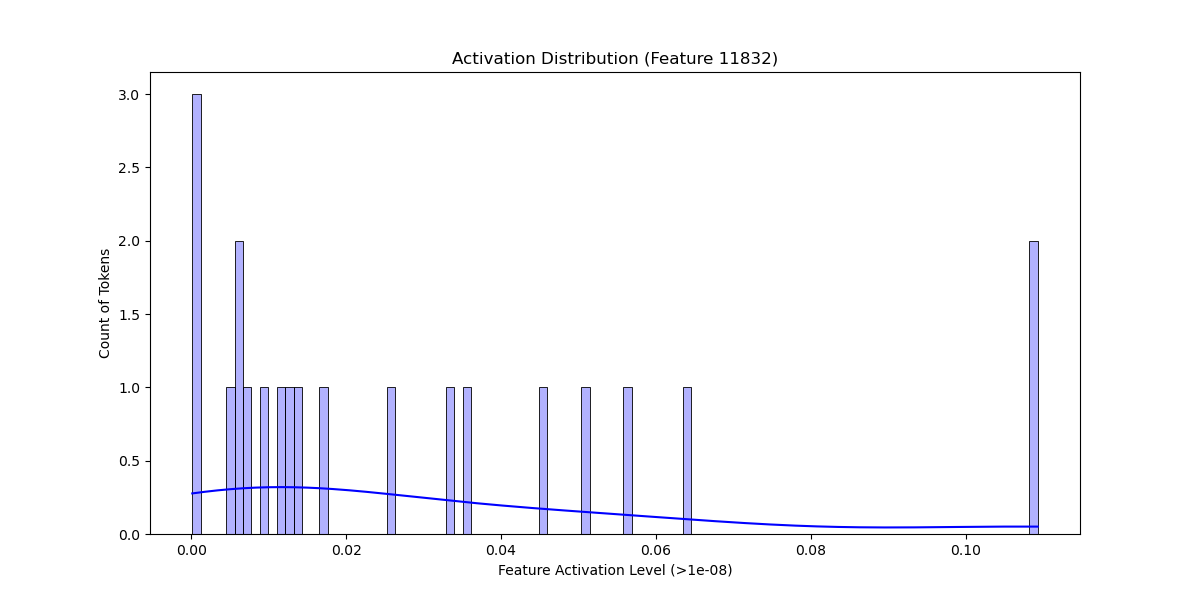 Activation Distribution (Feature 11832)
3.0
2.5
2.0
1.5
1.0
0.5
0.0
Count of Tokens
0.00 0.02 0.04 0.06 0.08 0.10
Feature Activation Level (>1e-08)